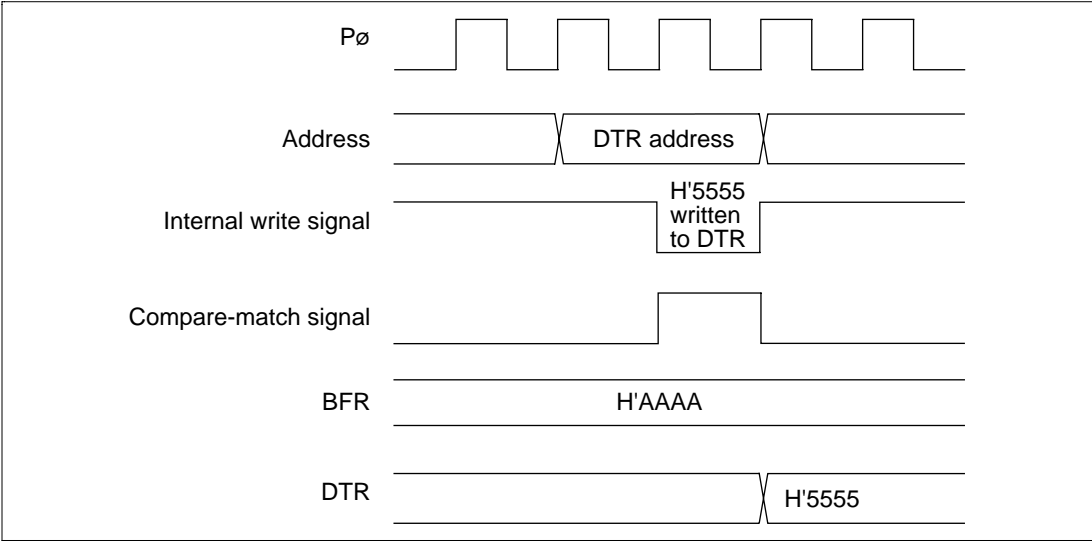 Pø
Address
DTR address
Internal write signal
H'5555
written
to DTR
Compare-match signal
BFR
H'AAAA
DTR
H'5555